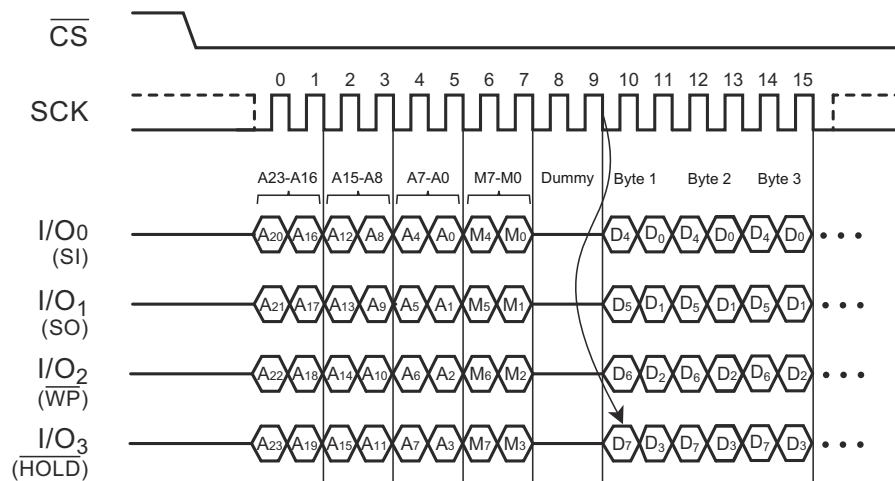 CS
0 1 2 3 4 5 6 7 8 9 10 11 12 13 14 15
SCK
A23-A16 A15-A8 A7-A0 M7-M0 Dummy Byte 1 Byte 2 Byte 3
I/O0 A20 A16 A12 A8 A4 A0 M4 M0 D4 D0 D4 D0 D4 D0
(SI)
I/O1 A21 A17 A13 A9 A5 A1 M5 M1 D5 D1 D5 D1 D5 D1
(SO)
I/O2 A22 A18 A14 A10 A6 A2 M6 M2 D6 D2 D6 D2 D6 D2
(WP)
I/O3 A23 A19 A15 A11 A7 A3 M7 M3 D7 D3 D7 D3 D7 D3
(HOLD)